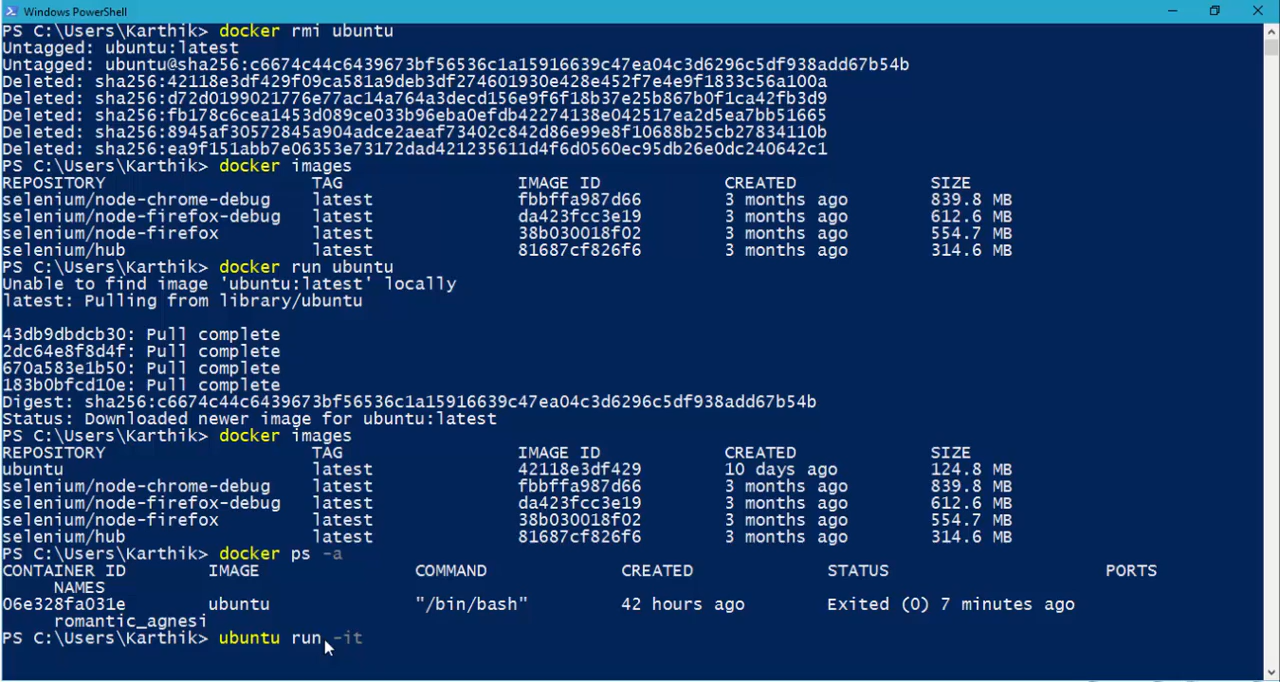 Windows PowerShell
PS C:\Users\Karthik> docker rmi ubuntu
Untagged: ubuntu:latest
Untagged: ubuntu@sha256:c6674c44c6439673bf56536c1a15916639c47ea04c3d6296c5df938add67b54b
Deleted: sha256:42118e3df429f09ca581a9deb3df274601930e428e452f7e4e9f1833c56a100a
Deleted: sha256:d72d0199021776e77ac14a764a3decd156e9f6f18b37e25b867b0f1ca42fb3d9
Deleted: sha256:fb178c6cea1453d089ce033b96eba0efdb42274138e042517ea2d5ea7bb51665
Deleted: sha256:8945af30572845a904adce2aeaf73402c842d86e99e8f10688b25cb27834110b
Deleted: sha256:ea9f151abb7e06353e73172dad421235611d4f6d0560ec95db26e0dc240642c1
PS C:\Users\Karthik> docker images
REPOSITORY TAG IMAGE ID CREATED SIZE
selenium/node-chrome-debug latest fbbffa987d66 3 months ago 839.8 MB
selenium/node-firefox-debug latest da423fcc3e19 3 months ago 612.6 MB
selenium/node-firefox latest 38b030018f02 3 months ago 554.7 MB
selenium/hub latest 81687cf826f6 3 months ago 314.6 MB
PS C:\Users\Karthik> docker run ubuntu
Unable to find image 'ubuntu:latest' locally
latest: Pulling from library/ubuntu
43db9dbdcb30: Pull complete
2dc64e8f8d4f: Pull complete
670a583e1b50: Pull complete
183b0bfcd10e: Pull complete
Digest: sha256:c6674c44c6439673bf56536c1a15916639c47ea04c3d6296c5df938add67b54b
Status: Downloaded newer image for ubuntu:latest
PS C:\Users\Karthik> docker images
REPOSITORY TAG IMAGE ID CREATED SIZE
ubuntu latest 42118e3df429 10 days ago 124.8 MB
selenium/node-chrome-debug latest fbbffa987d66 3 months ago 839.8 MB
selenium/node-firefox-debug latest da423fcc3e19 3 months ago 612.6 MB
selenium/node-firefox latest 38b030018f02 3 months ago 554.7 MB
selenium/hub latest 81687cf826f6 3 months ago 314.6 MB
PS C:\Users\Karthik> docker ps -a
CONTAINER ID IMAGE COMMAND CREATED STATUS PORTS
NAMES
06e328fa031e ubuntu "/bin/bash" 42 hours ago Exited (0) 7 minutes ago
romantic_agnesi
PS C:\Users\Karthik> ubuntu run -it